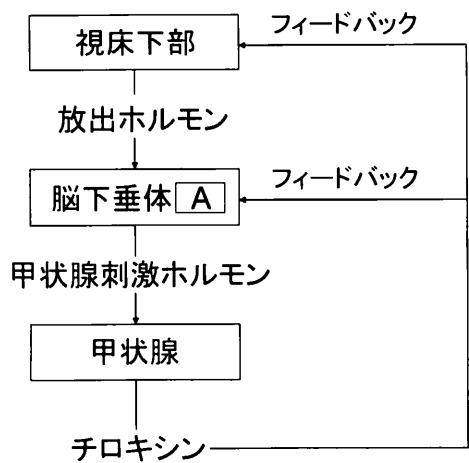 フィードバック
視床下部
放出ホルモン
フィードバック
脳下垂体 A
甲状腺刺激ホルモン
甲状腺
チロキシン